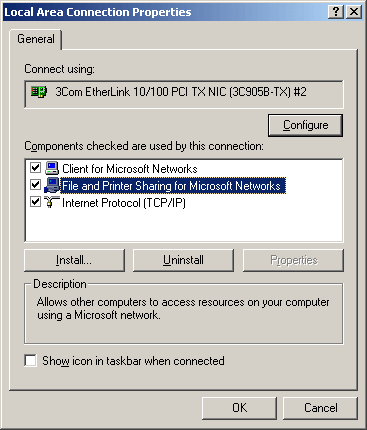 Local Area Connection Properties
General
Connect using:
3Com EtherLink 10/100 PCI TX NIC (3C905B-TX) #2
Configure
Components checked are used by this connection:
Client for Microsoft Networks
File and Printer Sharing for Microsoft Networks
Internet Protocol (TCP/IP)
Install... Uninstall Properties
Description
Allows other computers to access resources on your computer
using a Microsoft network.
Show icon in taskbar when connected
OK Cancel